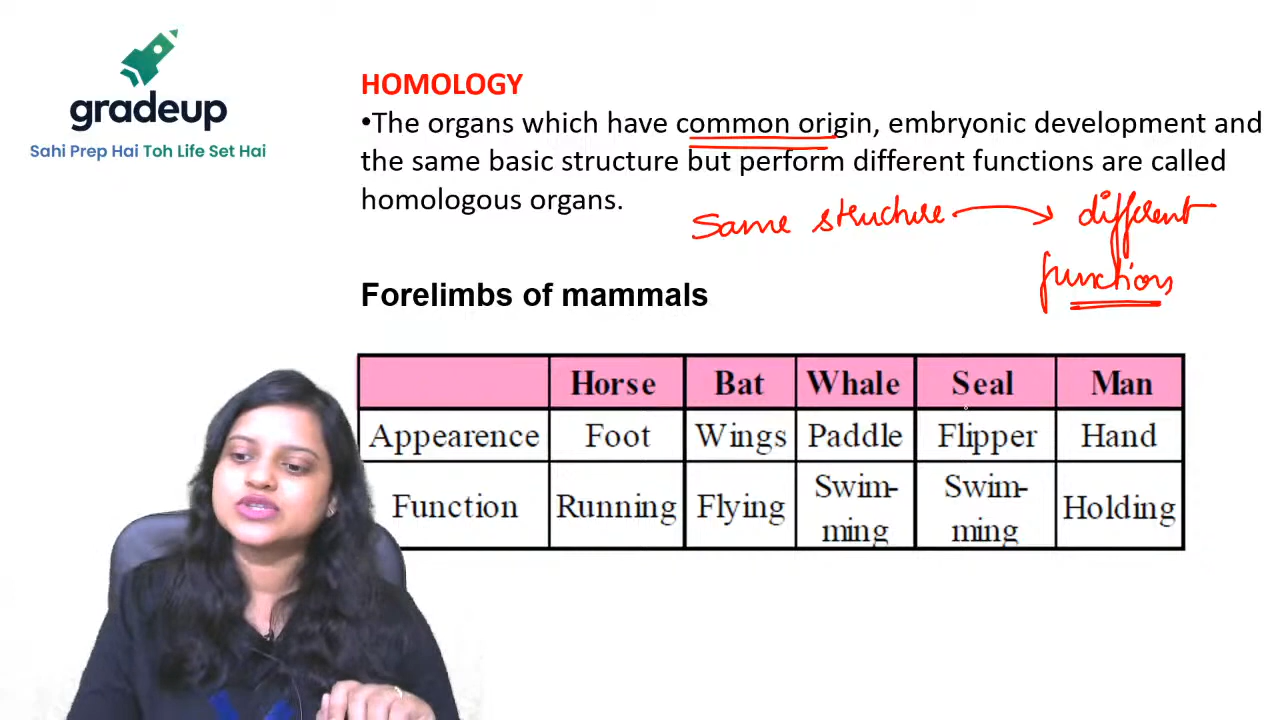 gradeup
Sahi Prep Hai Toh Life Set Hai
HOMOLOGY
•The organs which have common origin, embryonic development and
the same basic structure but perform different functions are called
homologous organs.
Same structure → different
functions
Forelimbs of mammals
Horse Bat Whale Seal Man
Appearence Foot Wings Paddle Flipper Hand
Function Running Flying Swim-ming Swim-ming Holding